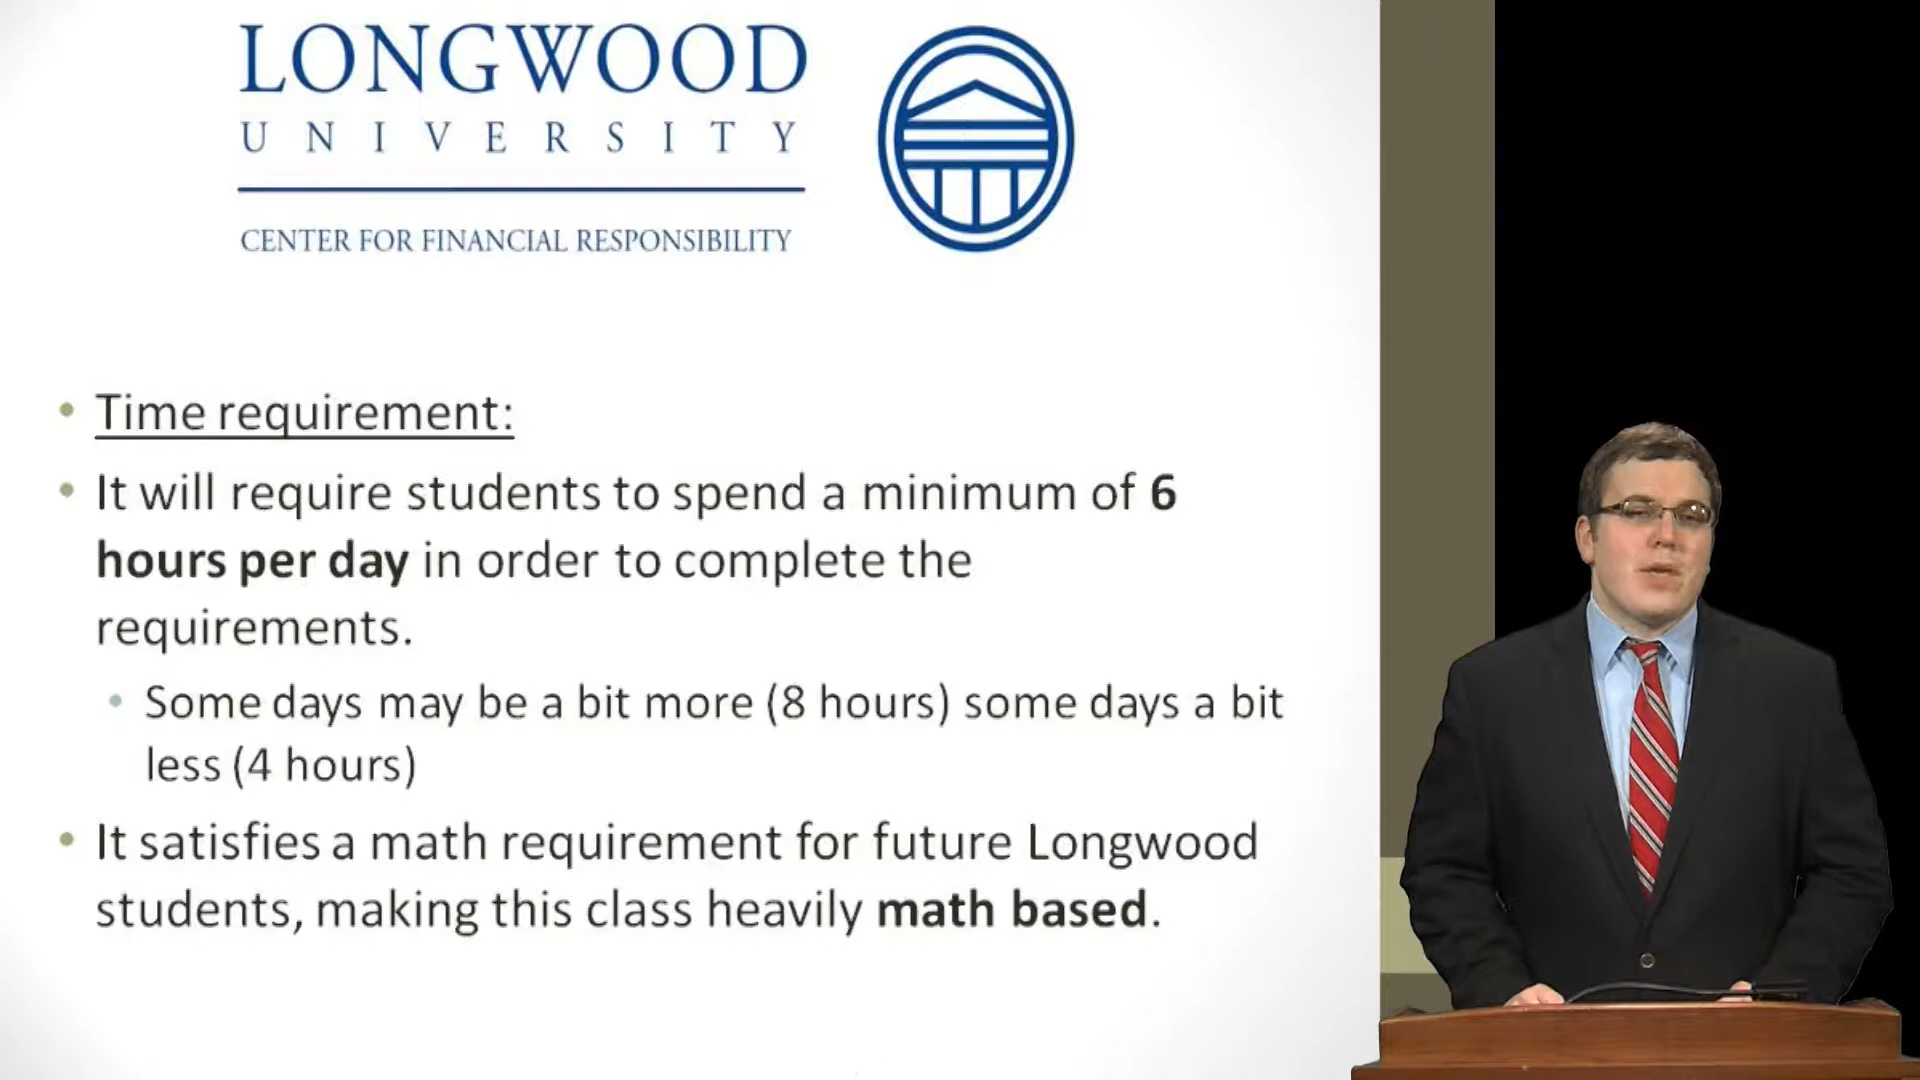 LONGWOOD
UNIVERSITY
CENTER FOR FINANCIAL RESPONSIBILITY
• Time requirement:
• It will require students to spend a minimum of 6
hours per day in order to complete the
requirements.
• Some days may be a bit more (8 hours) some days a bit
less (4 hours)
• It satisfies a math requirement for future Longwood
students, making this class heavily math based.